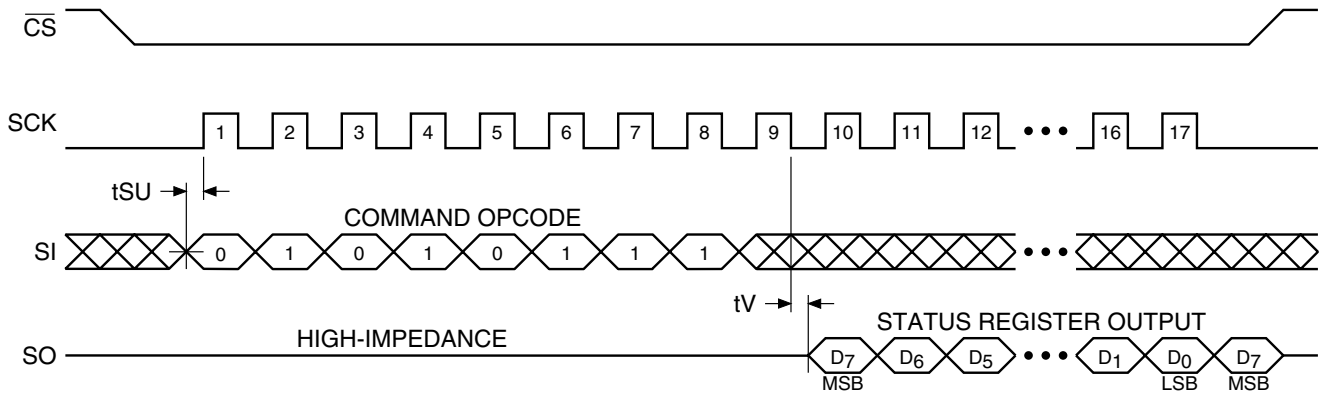 CS
SCK
1 2 3 4 5 6 7 8 9 10 11 12 ••• 16 17
tSU
COMMAND OPCODE
SI
0 1 0 1 0 1 1 1 •••
tV
HIGH-IMPEDANCE
STATUS REGISTER OUTPUT
SO
D7 D6 D5 ••• D1 D0 D7
MSB LSB MSB